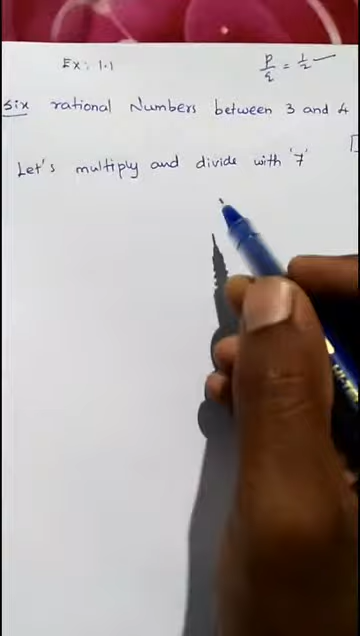 Ex: 1.1
p/q = 1/2
six rational Numbers between 3 and 4
Let's multiply and divide with '7'